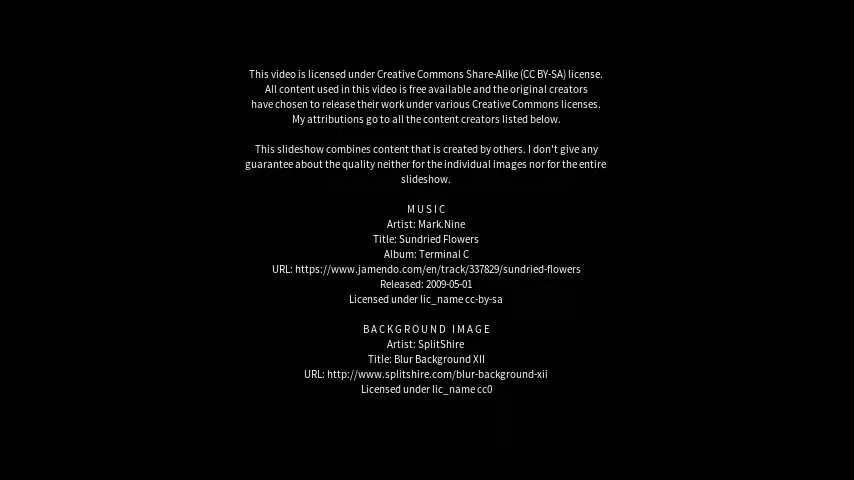 This video is licensed under Creative Commons Share-Alike (CC BY-SA) license.
All content used in this video is free available and the original creators
have chosen to release their work under various Creative Commons licenses.
My attributions go to all the content creators listed below.
This slideshow combines content that is created by others. I don't give any
guarantee about the quality neither for the individual images nor for the entire
slideshow.
MUSIC
Artist: Mark.Nine
Title: Sundried Flowers
Album: Terminal C
URL: https://www.jamendo.com/en/track/337829/sundried-flowers
Released: 2009-05-01
Licensed under lic_name cc-by-sa
BACKGROUND IMAGE
Artist: SplitShire
Title: Blur Background XII
URL: http://www.splitshire.com/blur-background-xii
Licensed under lic_name cc0